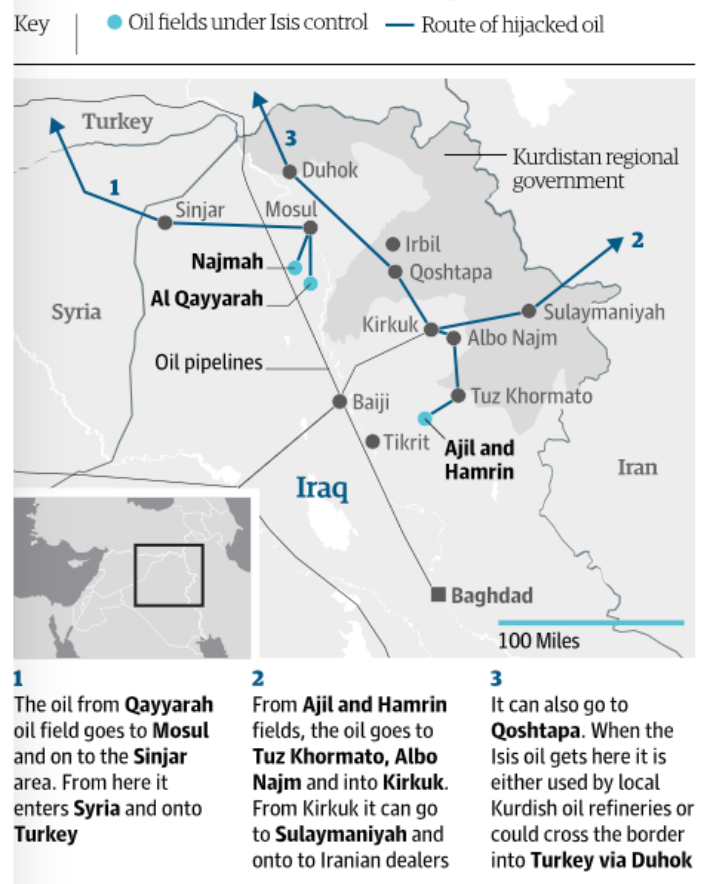 Key
Oil fields under Isis control
Route of hijacked oil
Turkey
3
Duhok
Kurdistan regional
government
1
Sinjar
Mosul
Irbil
2
Najmah
Qoshtapa
Al Qayyarah
Syria
Kirkuk
Sulaymaniyah
Albo Najm
Oil pipelines
Baiji
Tuz Khormato
Tikrit
Ajil and
Hamrin
Iran
Iraq
Baghdad
100 Miles
1
The oil from Qayyarah
oil field goes to Mosul
and on to the Sinjar
area. From here it
enters Syria and onto
Turkey
2
From Ajil and Hamrin
fields, the oil goes to
Tuz Khormato, Albo
Najm and into Kirkuk.
From Kirkuk it can go
to Sulaymaniyah and
onto to Iranian dealers
3
It can also go to
Qoshtapa. When the
Isis oil gets here it is
either used by local
Kurdish oil refineries or
could cross the border
into Turkey via Duhok